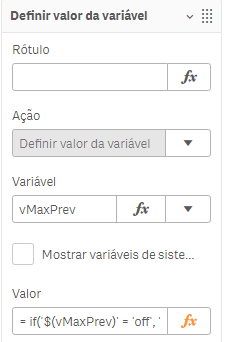 Definir valor da variável
Rótulo
fx
Ação
Definir valor da variável
Variável
vMaxPrev
fx
Mostrar variáveis de siste...
Valor
= if('$(vMaxPrev)' = 'off', '
fx